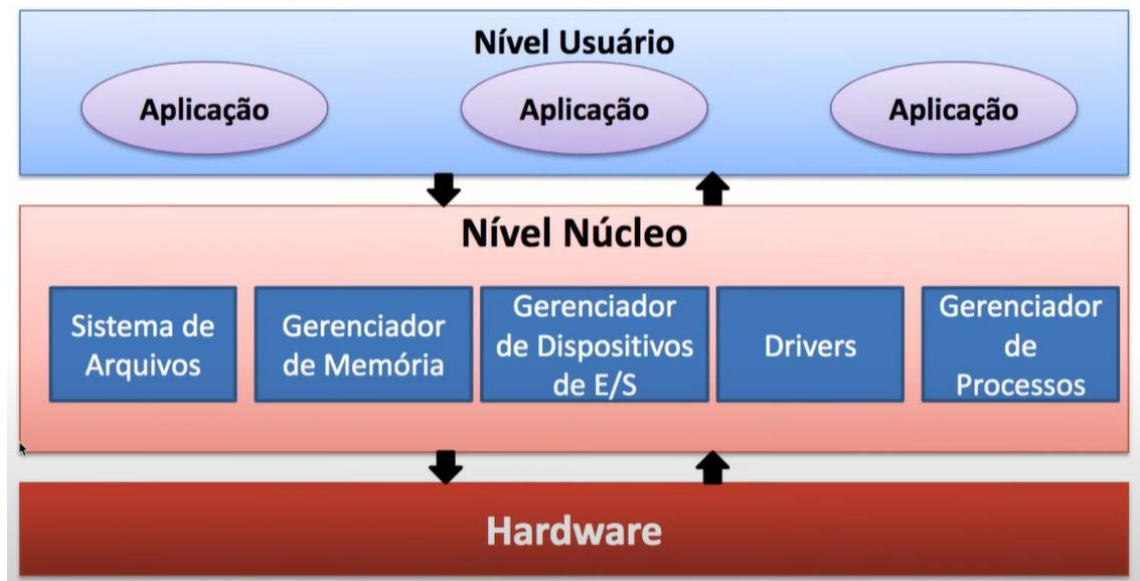 Nível Usuário
Aplicação
Aplicação
Aplicação
Nível Núcleo
Sistema de
Arquivos
Gerenciador
de Memória
Gerenciador
de Dispositivos
de E/S
Drivers
Gerenciador
de
Processos
Hardware